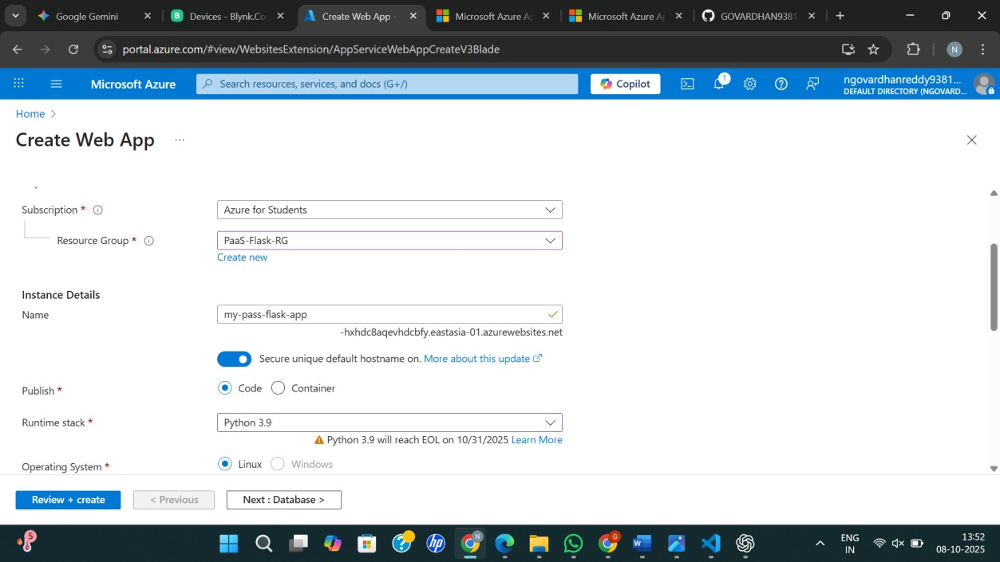 Google Gemini
Devices - Blynk.Co
Create Web App -
Microsoft Azure Ap
Microsoft Azure Ap
GOVARDHAN9381
portal.azure.com/#view/WebsitesExtension/AppServiceWebAppCreateV3Blade
N
Microsoft Azure
Search resources, services, and docs (G+/)
Copilot
1
ngovardhanreddy9381...
DEFAULT DIRECTORY (NGOVARD...
Home >
Create Web App ...
Subscription *
Azure for Students
Resource Group *
PaaS-Flask-RG
Create new
Instance Details
Name
my-pass-flask-app
-hxhdc8aqevhdcbfy.eastasia-01.azurewebsites.net
Secure unique default hostname on. More about this update
Publish *
Code
Container
Runtime stack *
Python 3.9
Python 3.9 will reach EOL on 10/31/2025 Learn More
Operating System *
Linux
Windows
Review + create
< Previous
Next : Database >
5
N
G
ENG
IN
13:52
08-10-2025